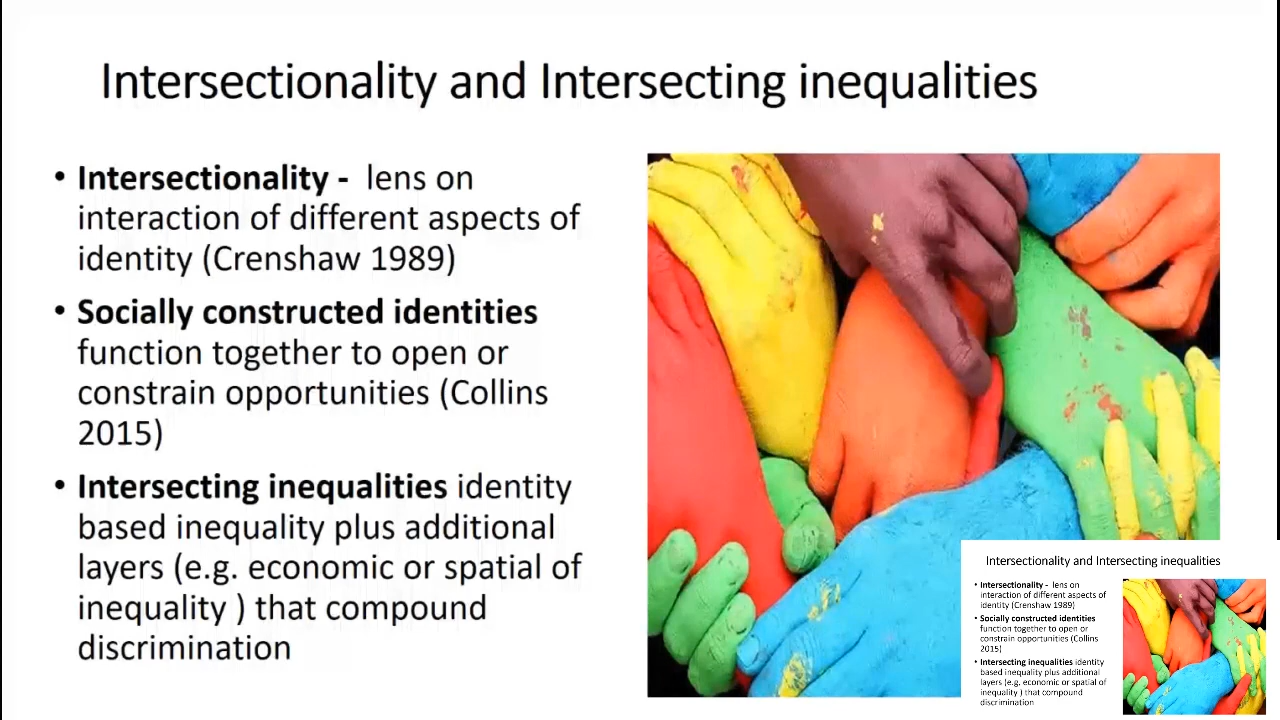 Intersectionality and Intersecting inequalities
• Intersectionality - lens on
interaction of different aspects of
identity (Crenshaw 1989)
• Socially constructed identities
function together to open or
constrain opportunities (Collins
2015)
• Intersecting inequalities identity
based inequality plus additional
layers (e.g. economic or spatial of
inequality ) that compound
discrimination
Intersectionality and Intersecting inequalities
• Intersectionality - lens on
interaction of different aspects of
identity (Crenshaw 1989)
• Socially constructed identities
function together to open or
constrain opportunities (Collins
2015)
• Intersecting inequalities identity
based inequality plus additional
layers (e.g. economic or spatial of
inequality ) that compound
discrimination